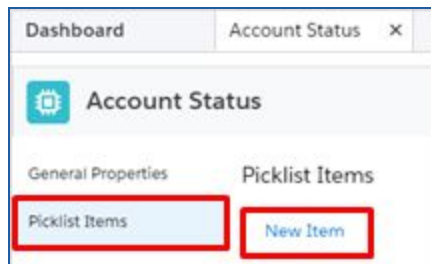 Dashboard
Account Status ×
Account Status
General Properties
Picklist Items
Picklist Items
New Item